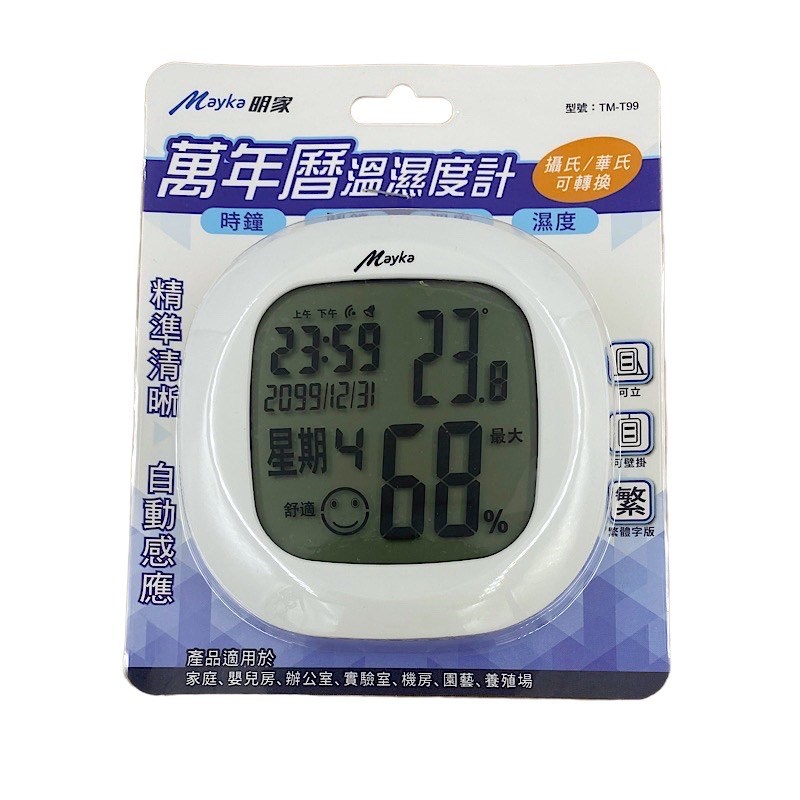 Mayka 明家
型號：TM-T99
萬年曆溫濕度計
攝氏/華氏
可轉換
時鐘
濕度
Mayka
上午 下午
23:59
23.8°
2099/12/31
星期4
68%
最大
舒適
精準清晰
自動感應
可立
可壁掛
繁
繁體字版
產品適用於
家庭、嬰兒房、辦公室、實驗室、機房、園藝、養殖場